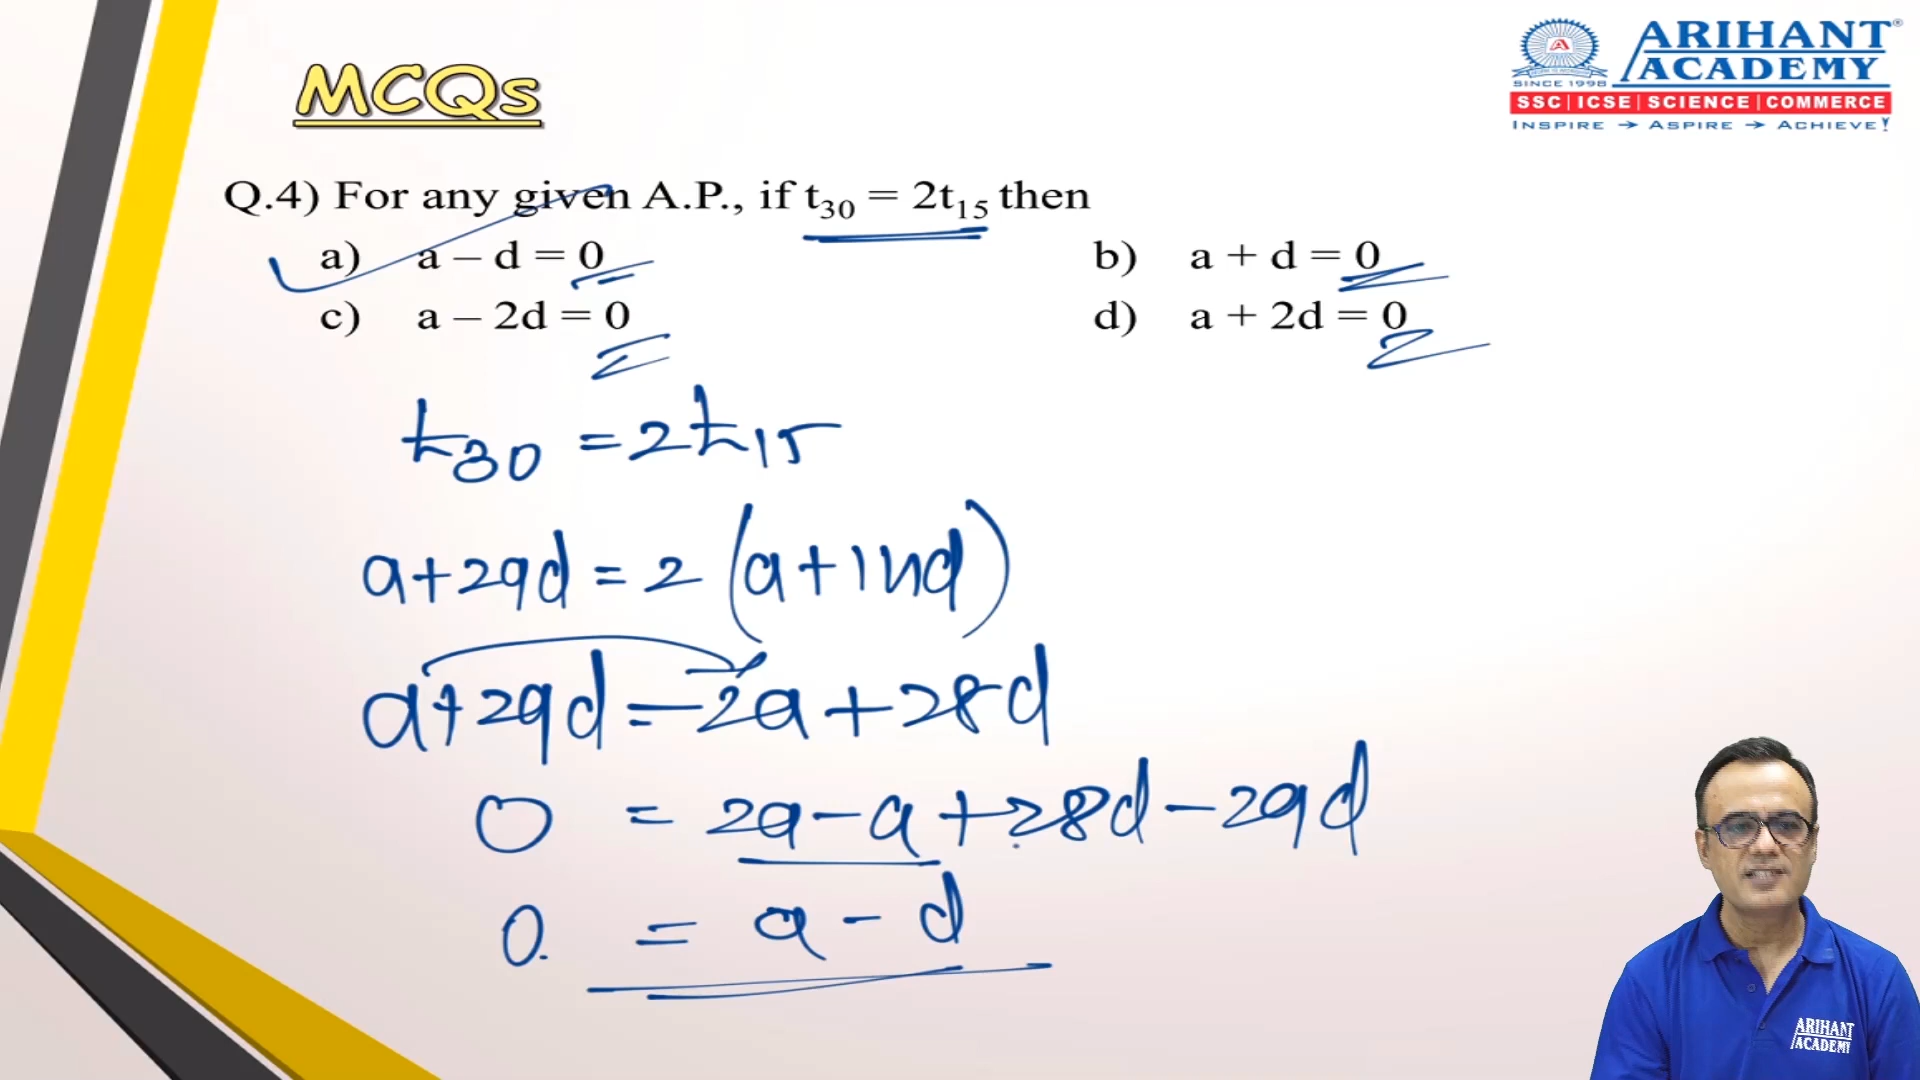 MCQs
ARIHANT®
ACADEMY
SINCE 1998
SSC | ICSE | SCIENCE | COMMERCE
INSPIRE → ASPIRE → ACHIEVE!
Q.4) For any given A.P., if t₃₀ = 2t₁₅ then
a) a – d = 0 b) a + d = 0
c) a – 2d = 0 d) a + 2d = 0
t₃₀ = 2t₁₅
a+29d = 2(a+14d)
a+29d = 2a+28d
0 = 2a-a+28d-29d
0. = a-d
ARIHANT
ACADEMY